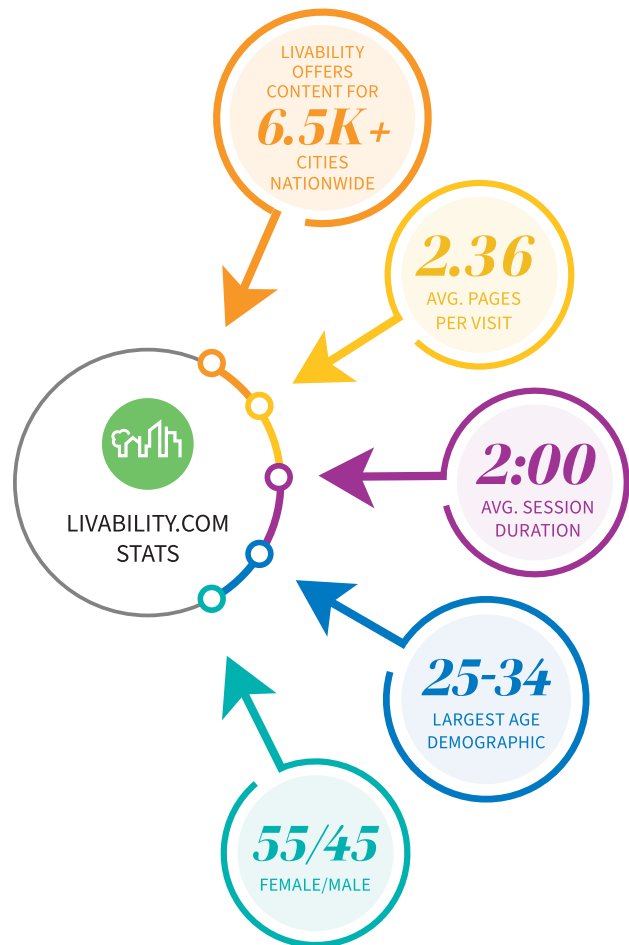 LIVABILITY
OFFERS
CONTENT FOR
6.5K+
CITIES
NATIONWIDE
2.36
AVG. PAGES
PER VISIT
2:00
AVG. SESSION
DURATION
LIVABILITY.COM
STATS
25-34
LARGEST AGE
DEMOGRAPHIC
55/45
FEMALE/MALE